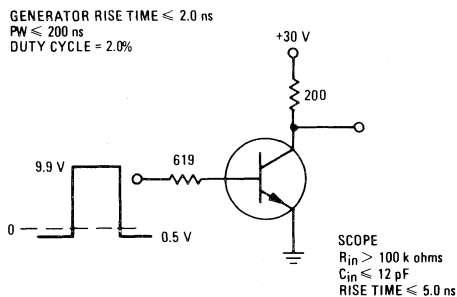 GENERATOR RISE TIME ≤ 2.0 ns
PW ≤ 200 ns
DUTY CYCLE = 2.0%
+30 V
200
619
9.9 V
0
0.5 V
SCOPE
Rin > 100 k ohms
Cin ≤ 12 pF
RISE TIME ≤ 5.0 ns